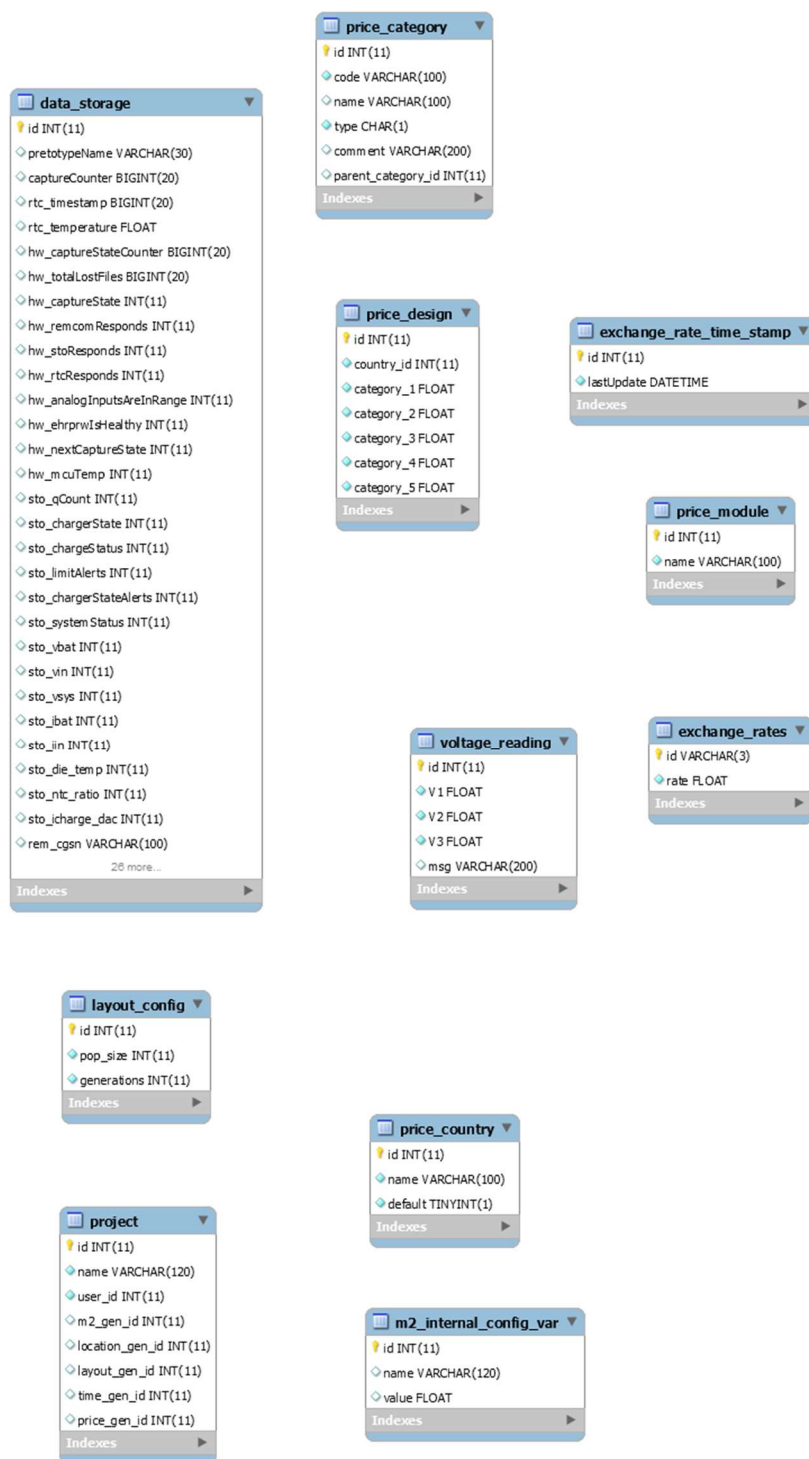 price_category
id INT(11)
code VARCHAR(100)
name VARCHAR(100)
type CHAR(1)
comment VARCHAR(200)
parent_category_id INT(11)
Indexes
data_storage
id INT(11)
pretotypeName VARCHAR(30)
captureCounter BIGINT(20)
rtc_timestamp BIGINT(20)
rtc_temperature FLOAT
hw_captureStateCounter BIGINT(20)
hw_totalLostFiles BIGINT(20)
hw_captureState INT(11)
hw_remcomResponds INT(11)
hw_stoResponds INT(11)
hw_rtcResponds INT(11)
hw_analogInputsAreInRange INT(11)
hw_ehrprwIsHealthy INT(11)
hw_nextCaptureState INT(11)
hw_mcuTemp INT(11)
sto_qCount INT(11)
sto_chargerState INT(11)
sto_chargeStatus INT(11)
sto_limitAlerts INT(11)
sto_chargerStateAlerts INT(11)
sto_systemStatus INT(11)
sto_vbat INT(11)
sto_vin INT(11)
sto_vsys INT(11)
sto_ibat INT(11)
sto_iin INT(11)
sto_die_temp INT(11)
sto_ntc_ratio INT(11)
sto_icharge_dac INT(11)
rem_cgsn VARCHAR(100)
26 more...
Indexes
price_design
id INT(11)
country_id INT(11)
category_1 FLOAT
category_2 FLOAT
category_3 FLOAT
category_4 FLOAT
category_5 FLOAT
Indexes
exchange_rate_time_stamp
id INT(11)
lastUpdate DATETIME
Indexes
price_module
id INT(11)
name VARCHAR(100)
Indexes
voltage_reading
id INT(11)
V1 FLOAT
V2 FLOAT
V3 FLOAT
msg VARCHAR(200)
Indexes
exchange_rates
id VARCHAR(3)
rate FLOAT
Indexes
layout_config
id INT(11)
pop_size INT(11)
generations INT(11)
Indexes
price_country
id INT(11)
name VARCHAR(100)
default TINYINT(1)
Indexes
project
id INT(11)
name VARCHAR(120)
user_id INT(11)
m2_gen_id INT(11)
location_gen_id INT(11)
layout_gen_id INT(11)
time_gen_id INT(11)
price_gen_id INT(11)
Indexes
m2_internal_config_var
id INT(11)
name VARCHAR(120)
value FLOAT
Indexes